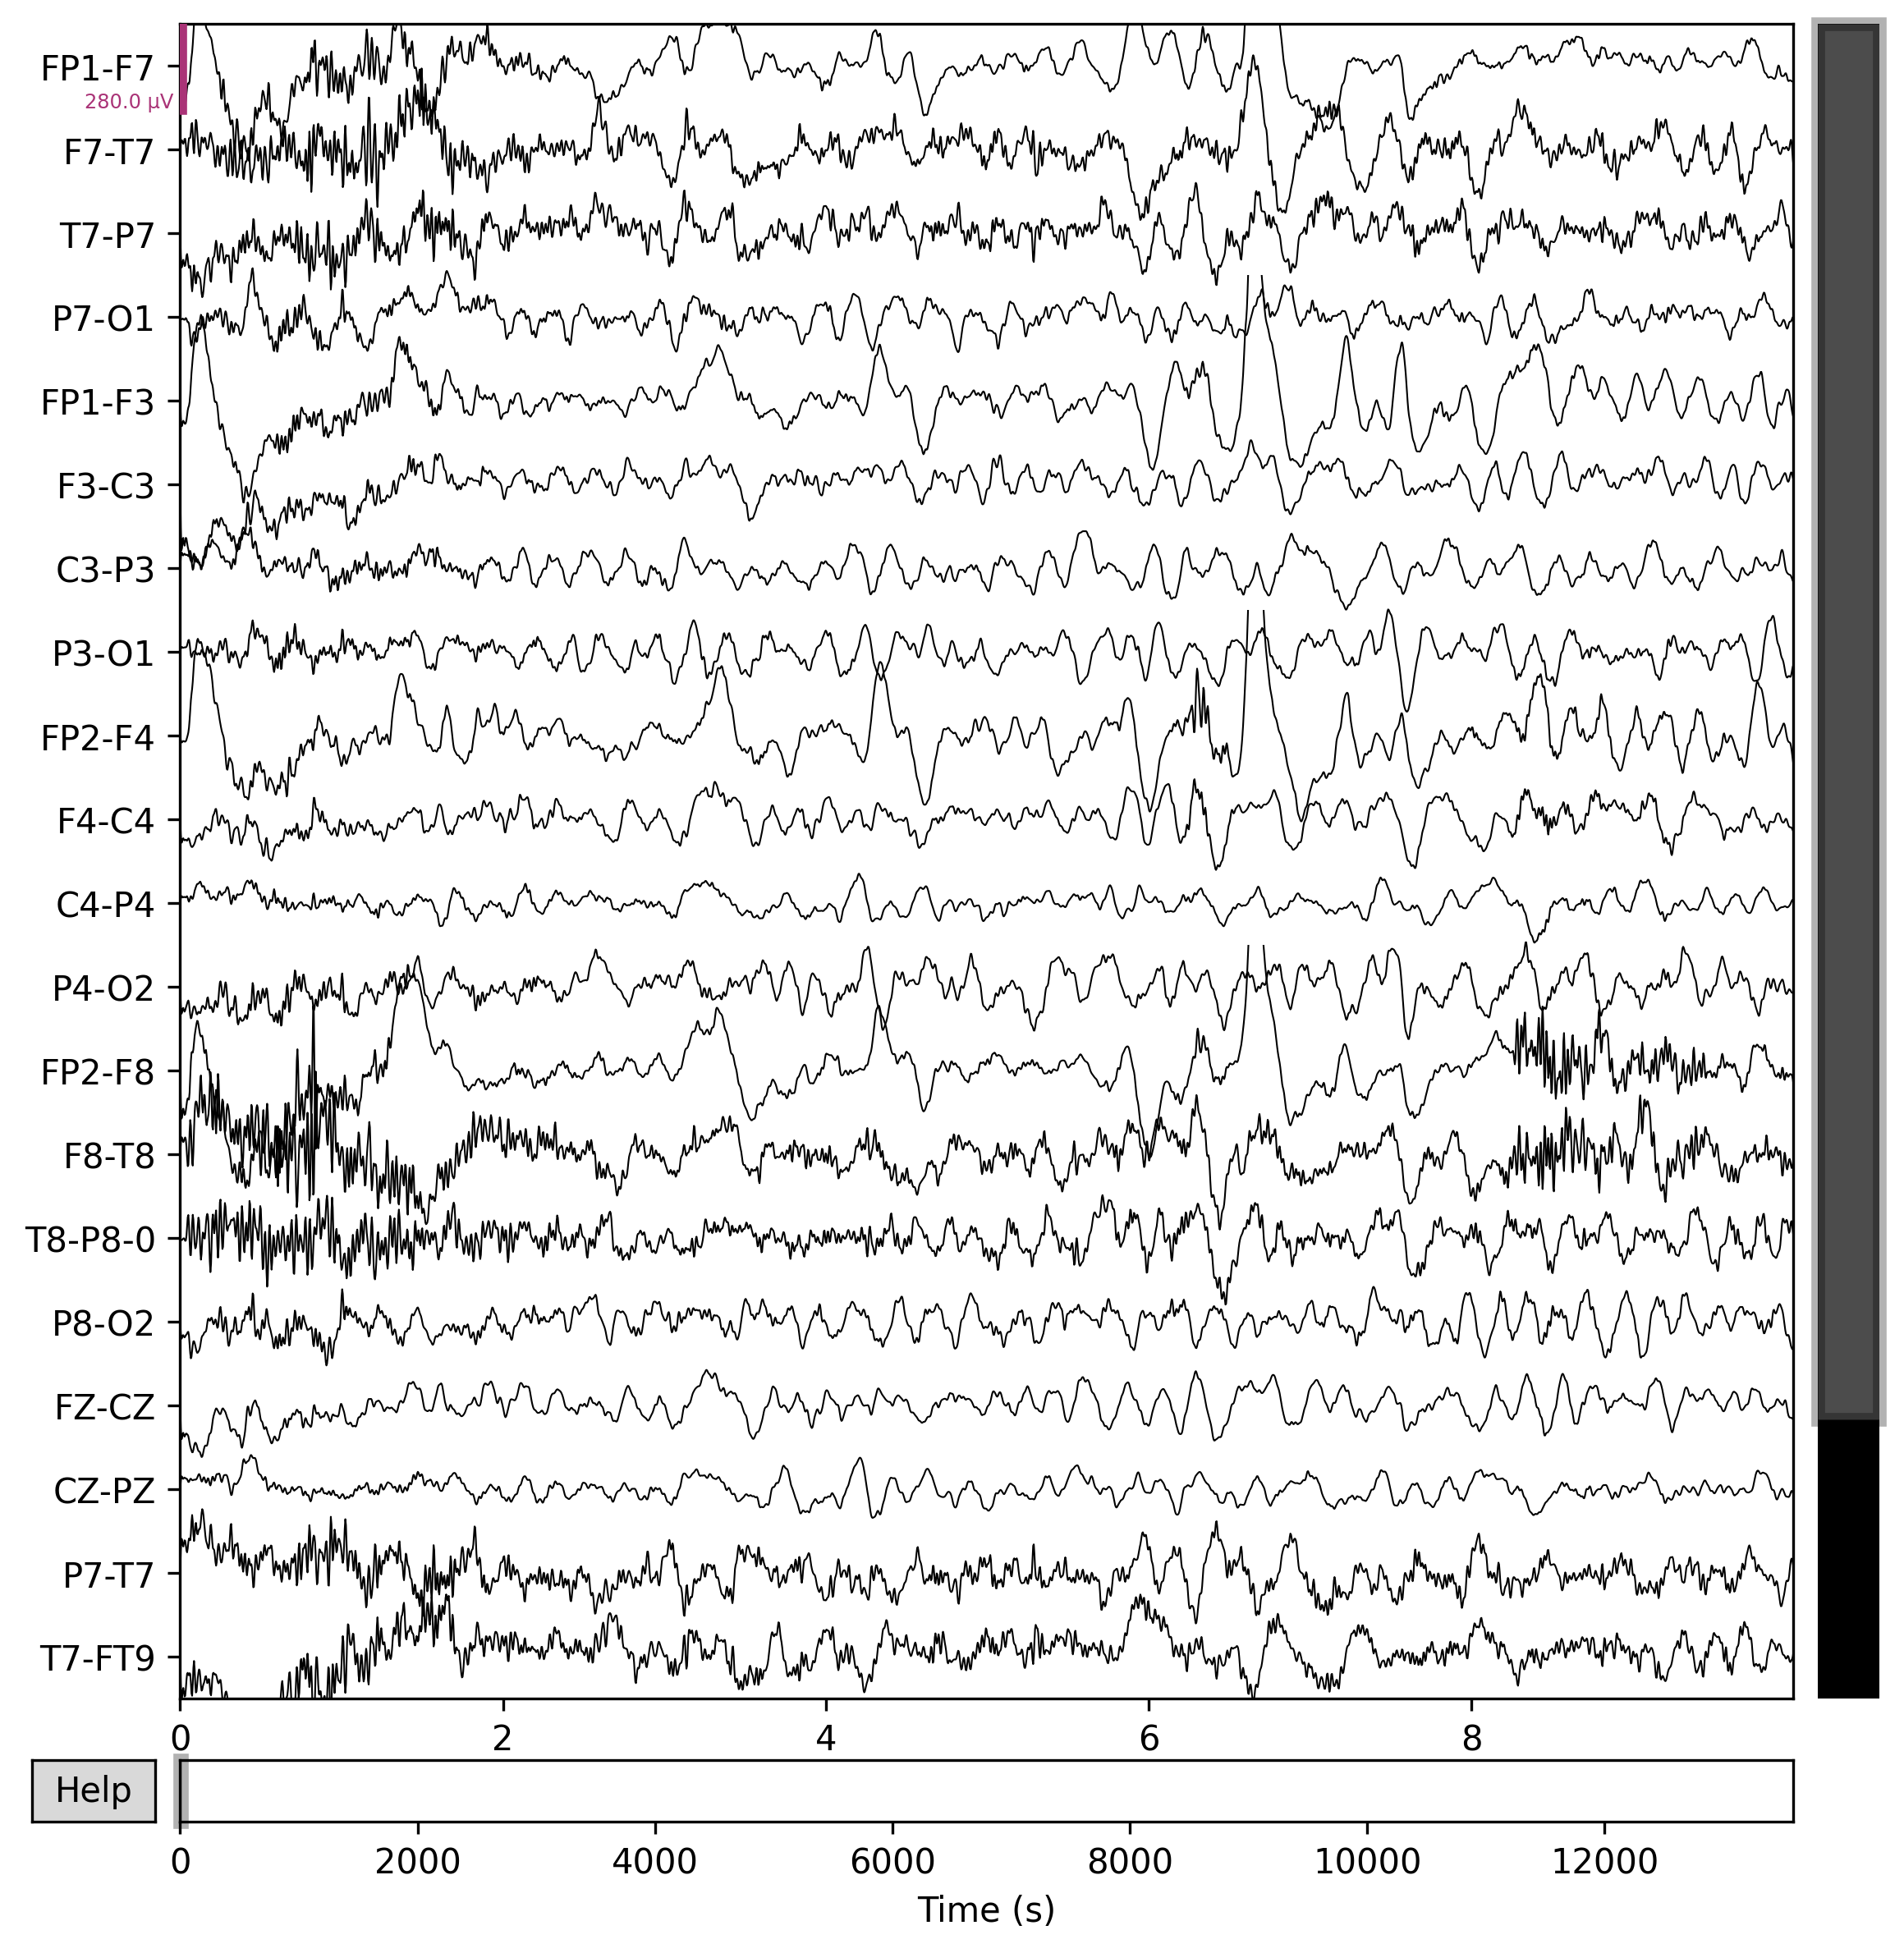 FP1-F7
280.0 µV
F7-T7
T7-P7
P7-O1
FP1-F3
F3-C3
C3-P3
P3-O1
FP2-F4
F4-C4
C4-P4
P4-O2
FP2-F8
F8-T8
T8-P8-0
P8-O2
FZ-CZ
CZ-PZ
P7-T7
T7-FT9
0 2 4 6 8
Help
0 2000 4000 6000 8000 10000 12000
Time (s)